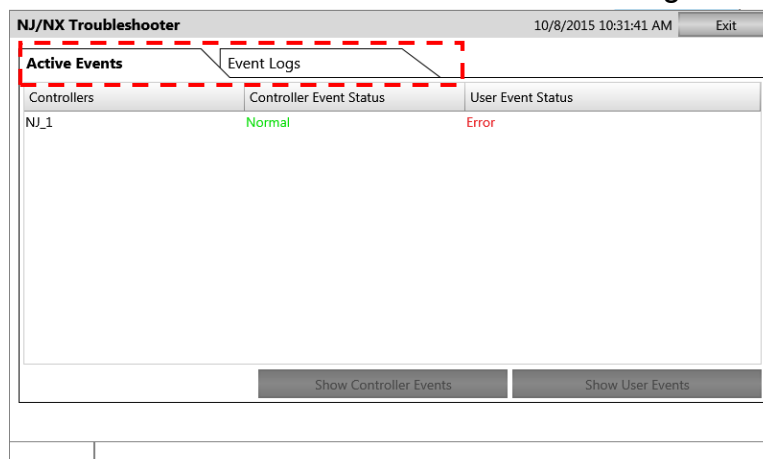 NJ/NX Troubleshooter 10/8/2015 10:31:41 AM Exit
Active Events Event Logs
Controllers Controller Event Status User Event Status
NJ_1 Normal Error
Show Controller Events Show User Events